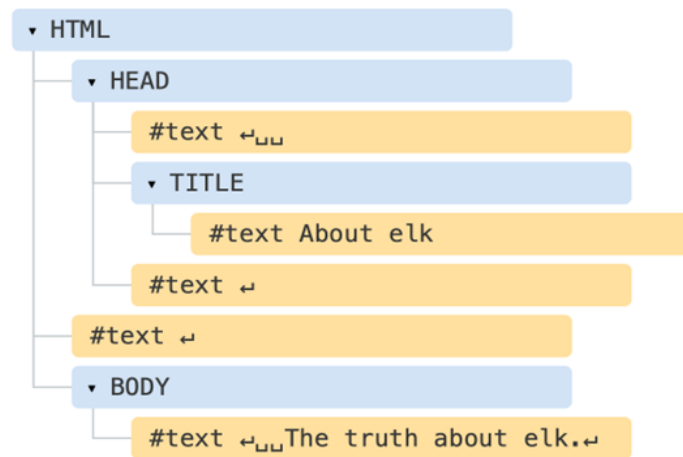 ▾ HTML
▾ HEAD
#text ↵␣␣
▾ TITLE
#text About elk
#text ↵
#text ↵
▾ BODY
#text ↵␣␣The truth about elk.↵